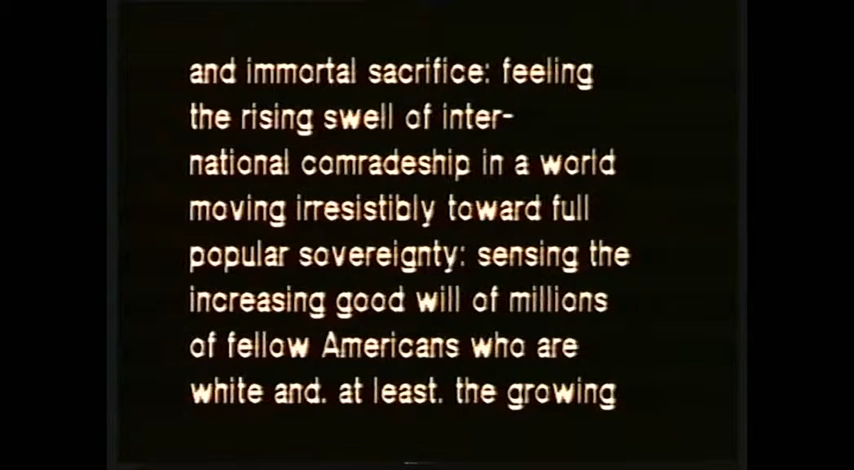 and immortal sacrifice: feeling
the rising swell of inter-
national comradeship in a world
moving irresistibly toward full
popular sovereignty: sensing the
increasing good will of millions
of fellow Americans who are
white and. at least. the growing